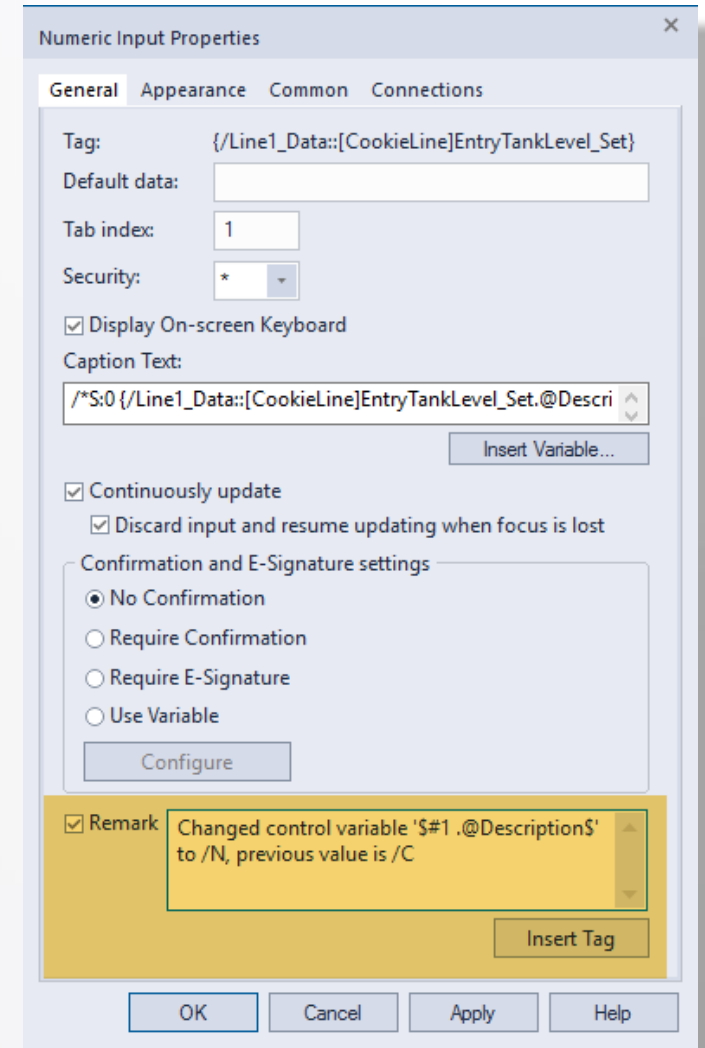 Numeric Input Properties
General Appearance Common Connections
Tag: {/Line1_Data::[CookieLine]EntryTankLevel_Set}
Default data:
Tab index: 1
Security: *
Display On-screen Keyboard
Caption Text:
/*S:0 {/Line1_Data::[CookieLine]EntryTankLevel_Set.@Descri
Insert Variable...
Continuously update
Discard input and resume updating when focus is lost
Confirmation and E-Signature settings
No Confirmation
Require Confirmation
Require E-Signature
Use Variable
Configure
Remark
Changed control variable '$#1 .@Description$'
to /N, previous value is /C
Insert Tag
OK Cancel Apply Help